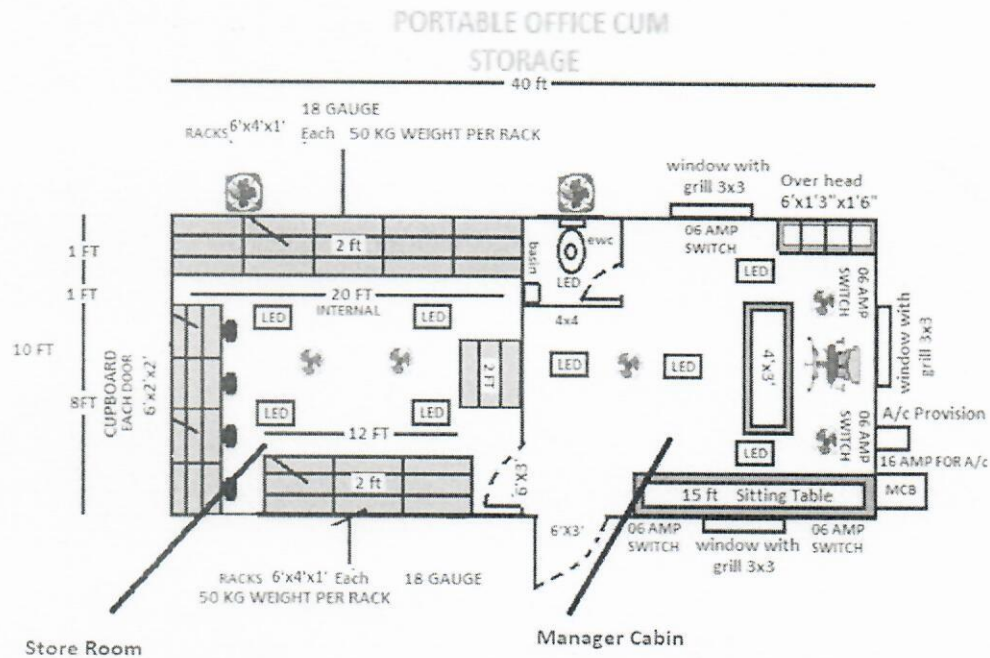 PORTABLE OFFICE CUM
STORAGE
40 ft
18 GAUGE
RACKS 6'x4'x1' Each 50 KG WEIGHT PER RACK
window with
grill 3x3
Over head
6'x1'3"x1'6"
1 FT
2 ft
basin
ewc
LED
06 AMP
SWITCH
LED
06 AMP
SWITCH
1 FT
20 FT
INTERNAL
4x4
LED
LED
10 FT
CUPBOARD
EACH DOOR
6'x2'x2'
2 FT
LED
LED
4'x3'
window with
grill 3x3
8FT
LED
LED
12 FT
LED
06 AMP
SWITCH
A/c Provision
16 AMP FOR A/c
2 ft
6'X3'
15 ft Sitting Table
MCB
6'X3'
06 AMP
SWITCH
window with
grill 3x3
06 AMP
SWITCH
RACKS 6'x4'x1' Each 18 GAUGE
50 KG WEIGHT PER RACK
Store Room
Manager Cabin